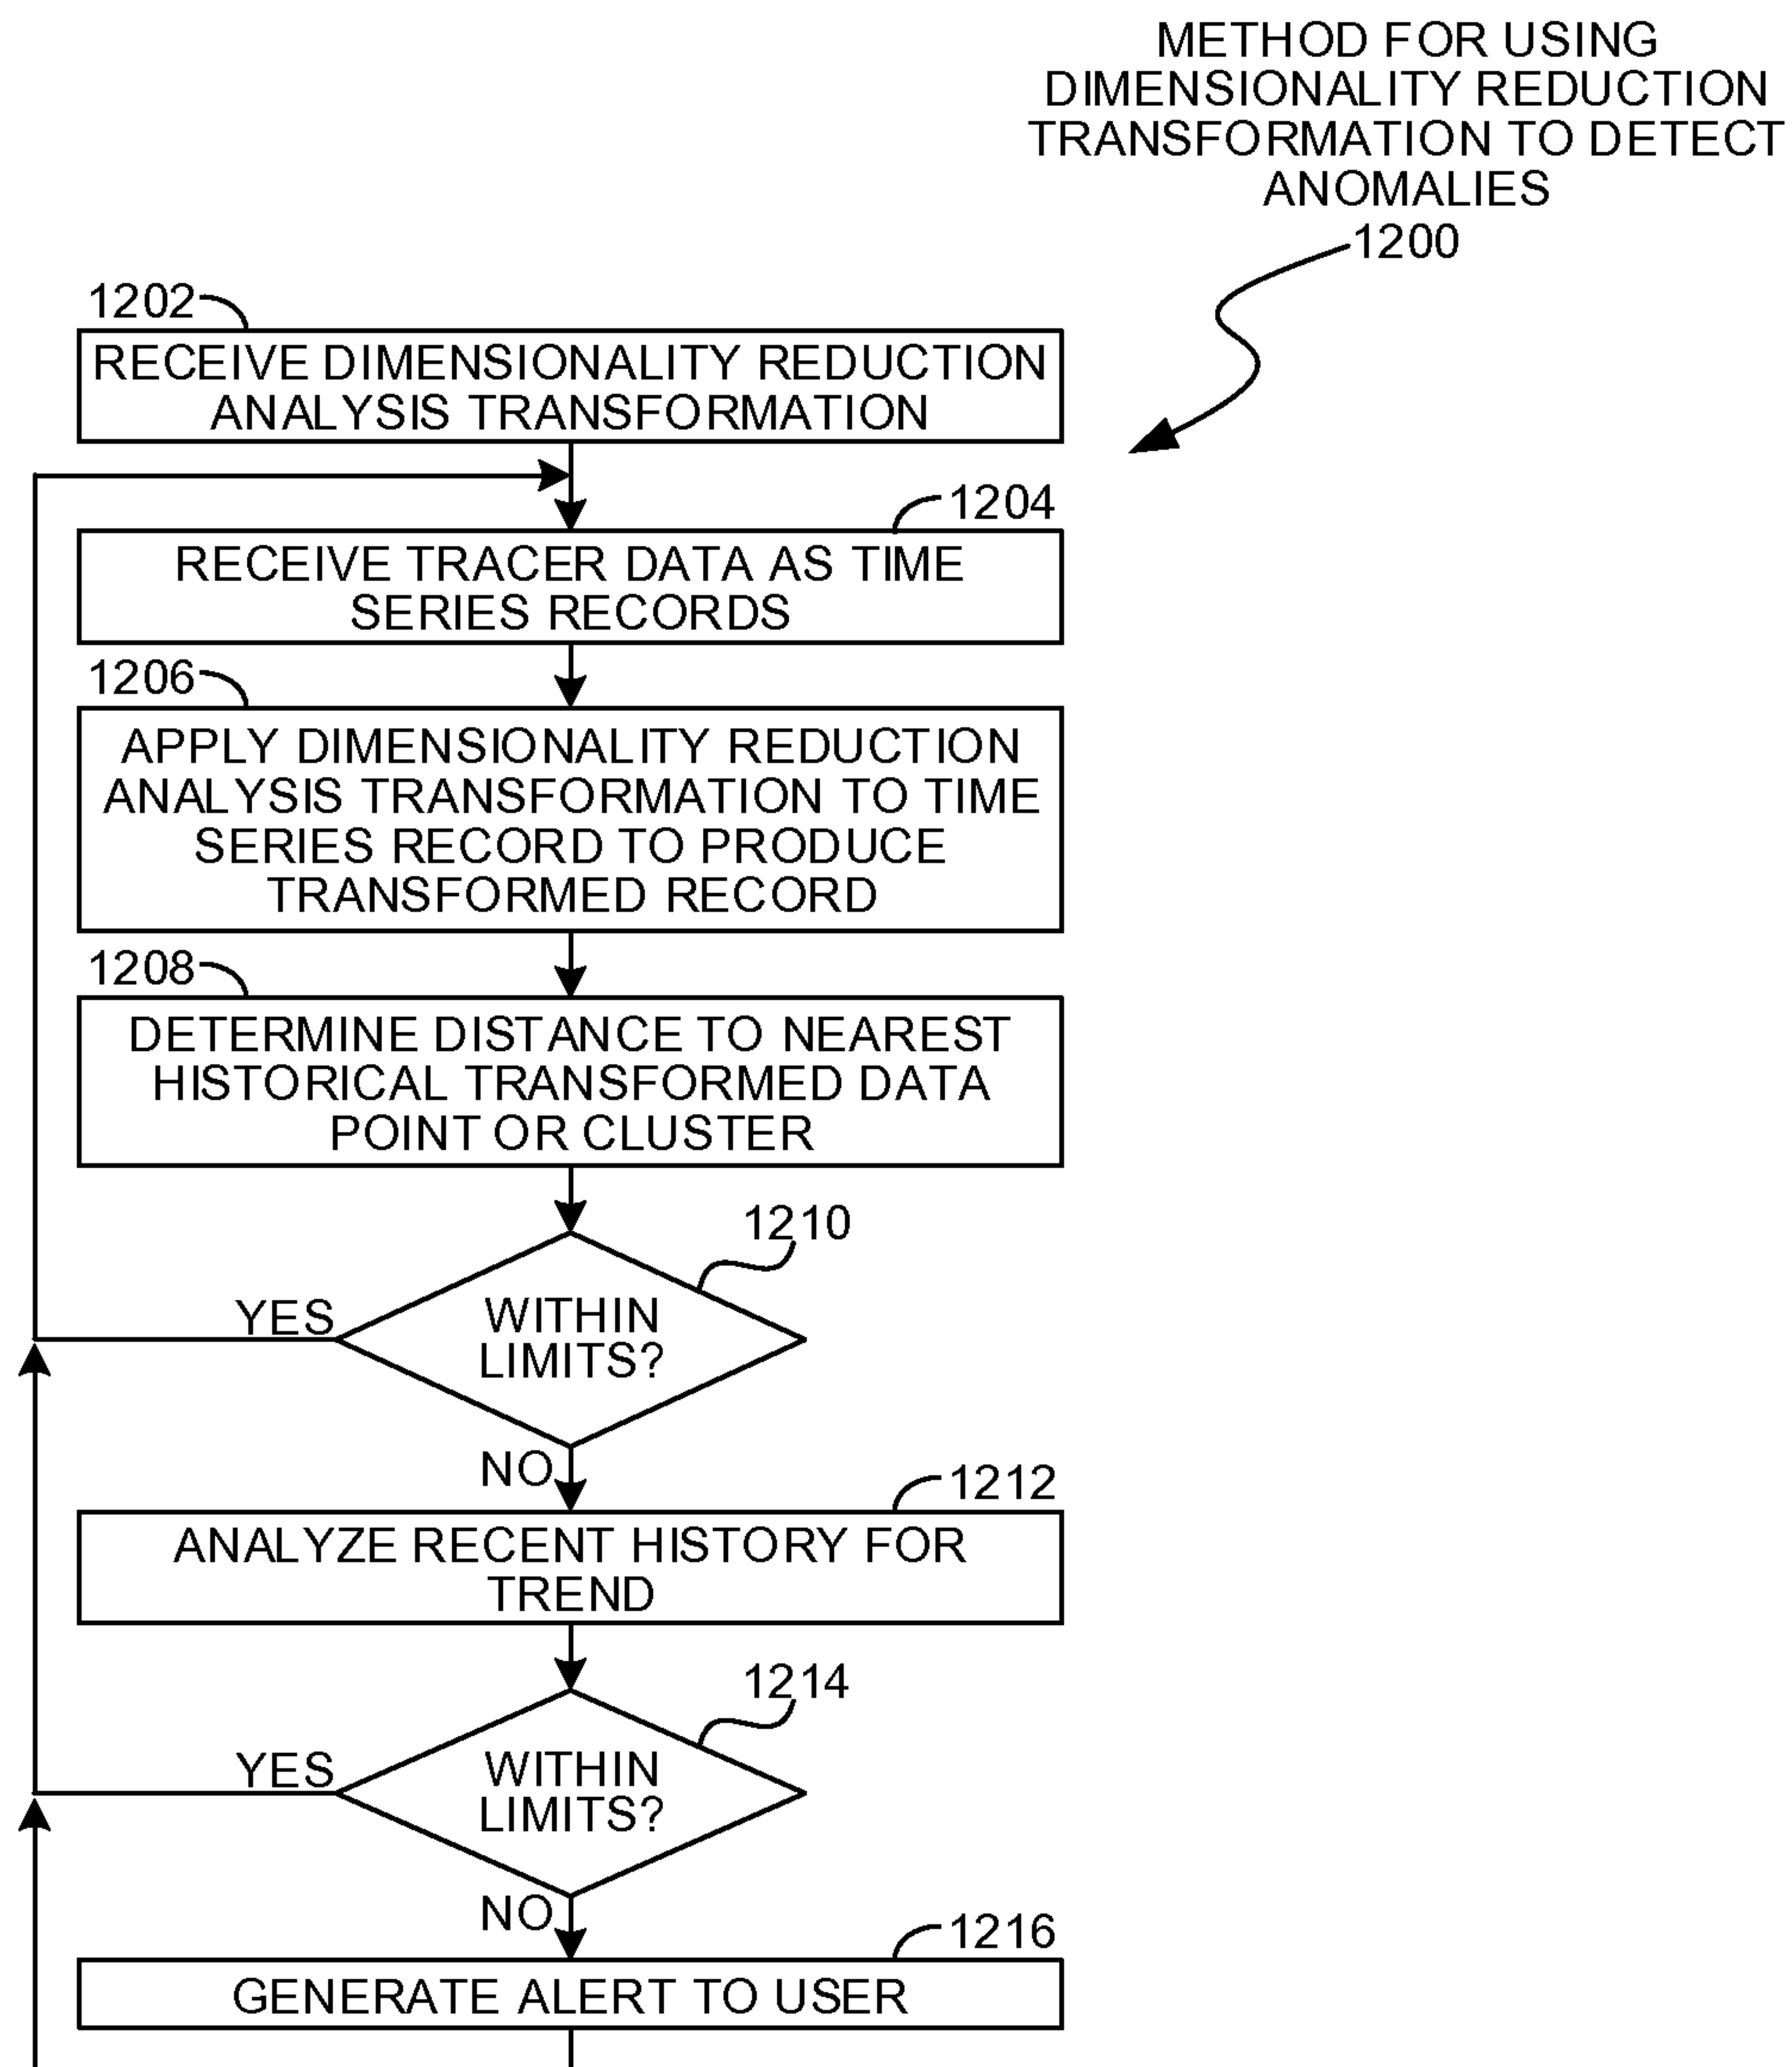 METHOD FOR USING
DIMENSIONALITY REDUCTION
TRANSFORMATION TO DETECT
ANOMALIES
1200
1202
RECEIVE DIMENSIONALITY REDUCTION
ANALYSIS TRANSFORMATION
1204
RECEIVE TRACER DATA AS TIME
SERIES RECORDS
1206
APPLY DIMENSIONALITY REDUCTION
ANALYSIS TRANSFORMATION TO TIME
SERIES RECORD TO PRODUCE
TRANSFORMED RECORD
1208
DETERMINE DISTANCE TO NEAREST
HISTORICAL TRANSFORMED DATA
POINT OR CLUSTER
1210
YES
WITHIN
LIMITS?
NO
1212
ANALYZE RECENT HISTORY FOR
TREND
1214
YES
WITHIN
LIMITS?
NO
1216
GENERATE ALERT TO USER